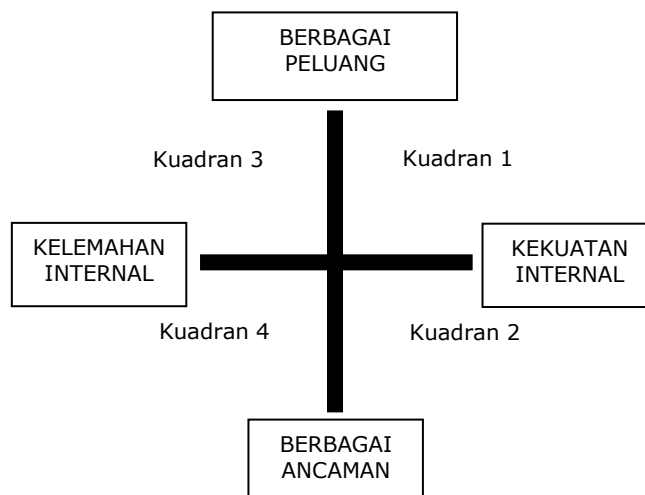 BERBAGAI
PELUANG
Kuadran 3
Kuadran 1
KELEMAHAN
INTERNAL
KEKUATAN
INTERNAL
Kuadran 4
Kuadran 2
BERBAGAI
ANCAMAN